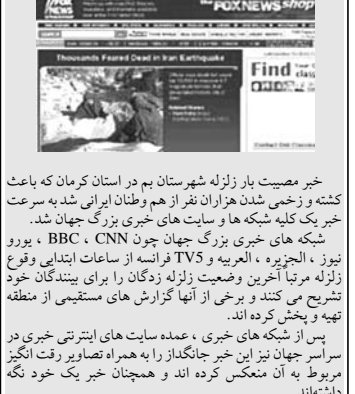 FOX NEWS
FOXNEWS shop
SEARCH
Thousands Feared Dead in Iran Earthquake
Find
class
خبر مصیبت بار زلزله شهرستان بم در استان کرمان که باعث
کشته و زخمی شدن هزاران نفر از هم وطنان ایرانی شد به سرعت
خبر یک کلیه شبکه ها و سایت های خبری بزرگ جهان شد.
شبکه های خبری بزرگ جهان چون CNN ، BBC ، یورو
نیوز ، الجزیره ، العربیه و TV5 فرانسه از ساعات ابتدایی وقوع
زلزله مرتباً آخرین وضعیت زلزله زدگان را برای بینندگان خود
تشریح می کنند و برخی از آنها گزارش های مستقیمی از منطقه
تهیه و پخش کرده اند.
پس از شبکه های خبری ، عمده سایت های اینترنتی خبری در
سراسر جهان نیز این خبر جانگداز را به همراه تصاویر رقت انگیز
مربوط به آن منعکس کرده اند و همچنان خبر یک خود نگه
داشته‌اند